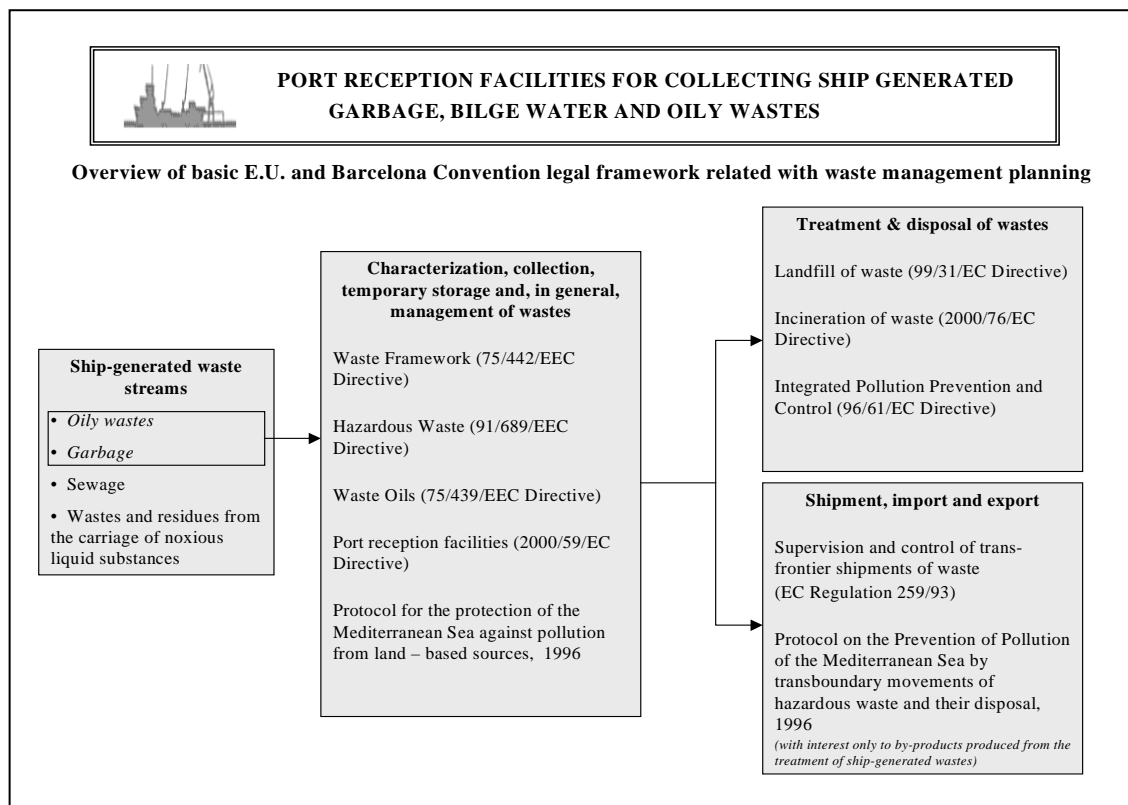 PORT RECEPTION FACILITIES FOR COLLECTING SHIP GENERATED
GARBAGE, BILGE WATER AND OILY WASTES
Overview of basic E.U. and Barcelona Convention legal framework related with waste management planning
Ship-generated waste
streams
• Oily wastes
• Garbage
• Sewage
• Wastes and residues from
the carriage of noxious
liquid substances
Characterization, collection,
temporary storage and, in general,
management of wastes
Waste Framework (75/442/EEC
Directive)
Hazardous Waste (91/689/EEC
Directive)
Waste Oils (75/439/EEC Directive)
Port reception facilities (2000/59/EC
Directive)
Protocol for the protection of the
Mediterranean Sea against pollution
from land – based sources, 1996
Treatment & disposal of wastes
Landfill of waste (99/31/EC Directive)
Incineration of waste (2000/76/EC
Directive)
Integrated Pollution Prevention and
Control (96/61/EC Directive)
Shipment, import and export
Supervision and control of trans-
frontier shipments of waste
(EC Regulation 259/93)
Protocol on the Prevention of Pollution
of the Mediterranean Sea by
transboundary movements of
hazardous waste and their disposal,
1996
(with interest only to by-products produced from the
treatment of ship-generated wastes)